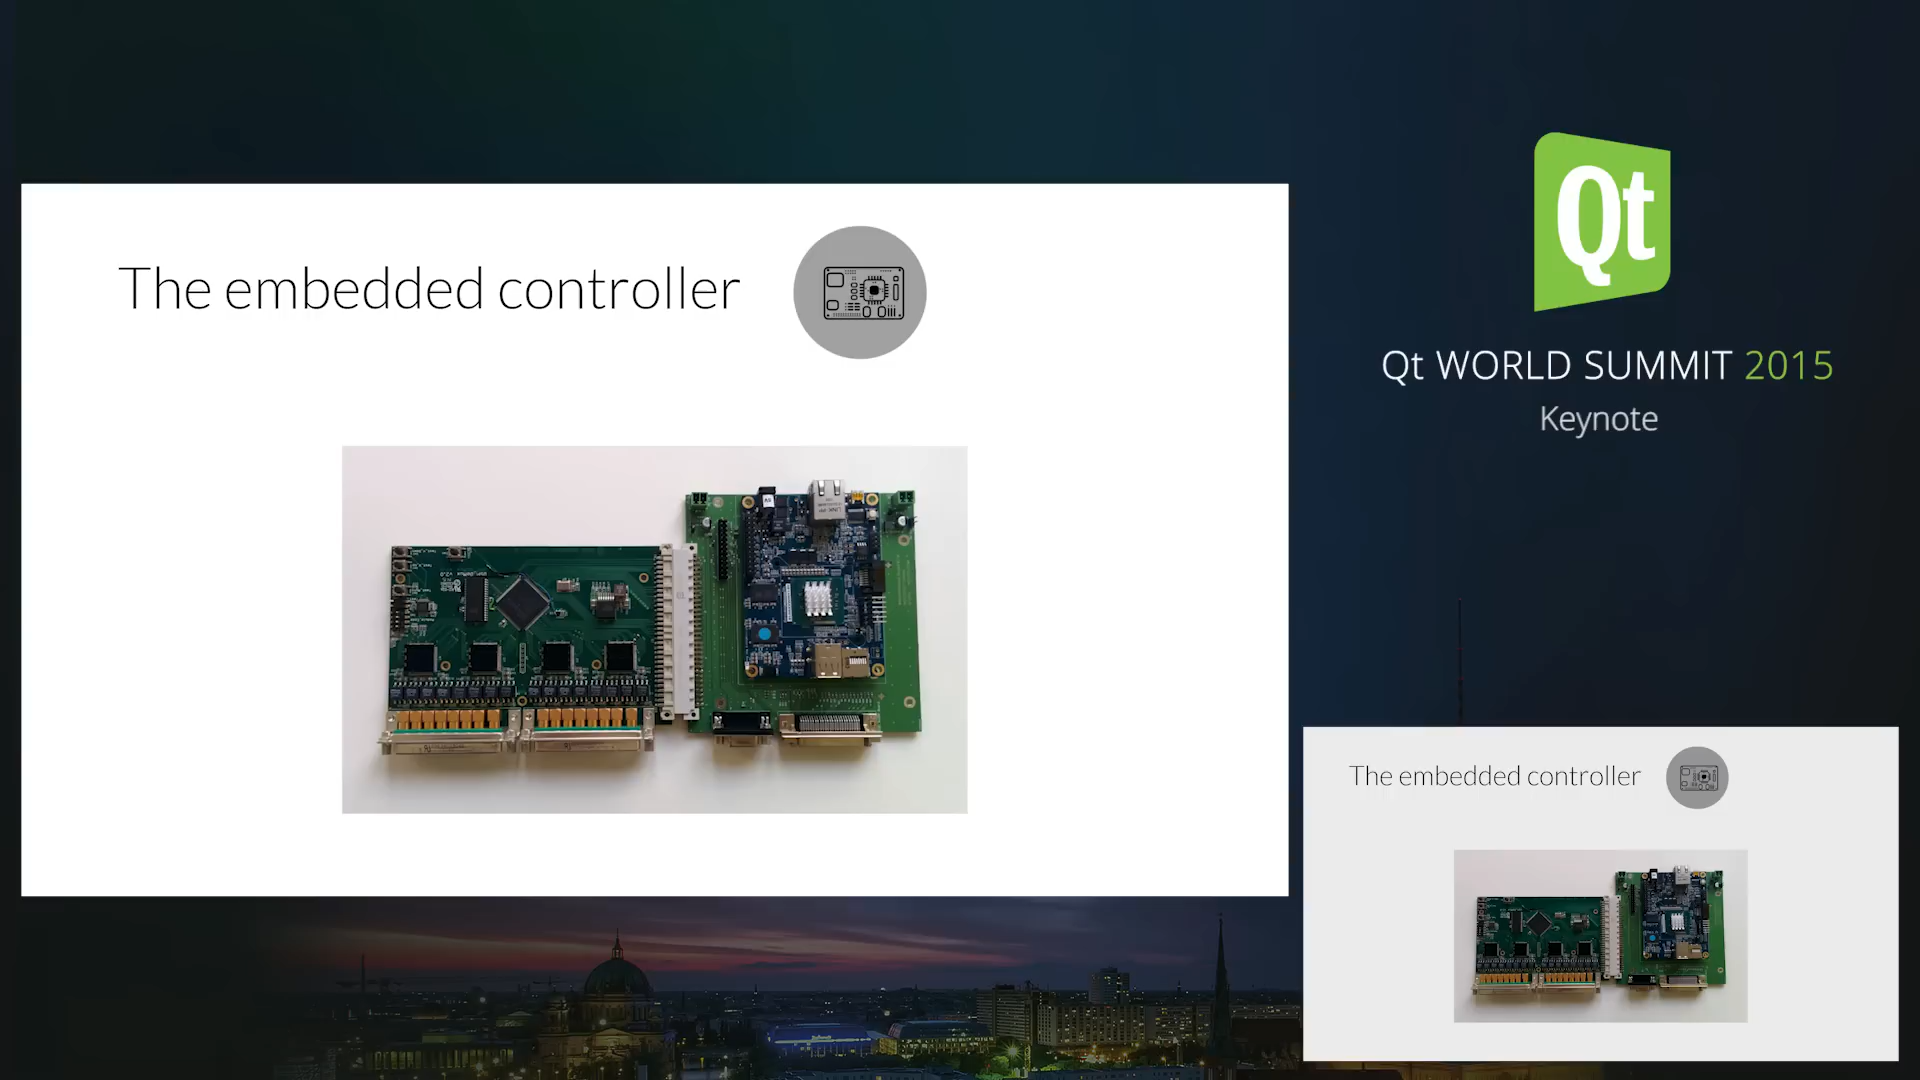 The embedded controller
Qt
Qt WORLD SUMMIT 2015
Keynote
The embedded controller